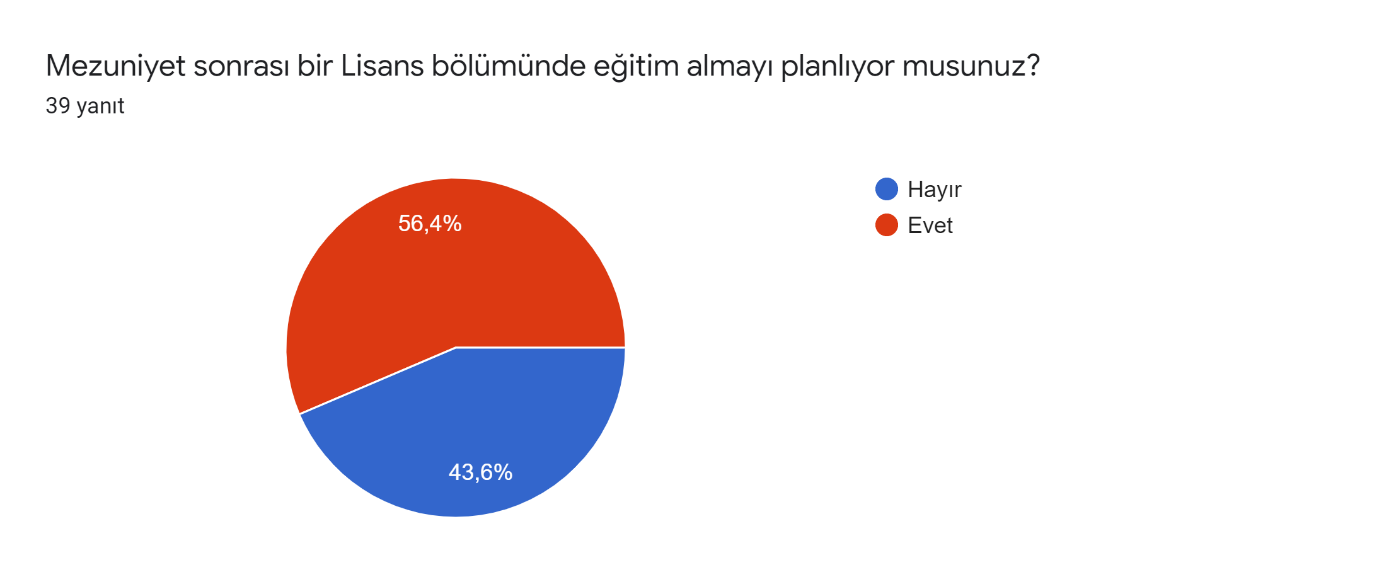 Mezuniyet sonrası bir Lisans bölümünde eğitim almayı planlıyor musunuz?
39 yanıt
Hayır
Evet
56,4%
43,6%